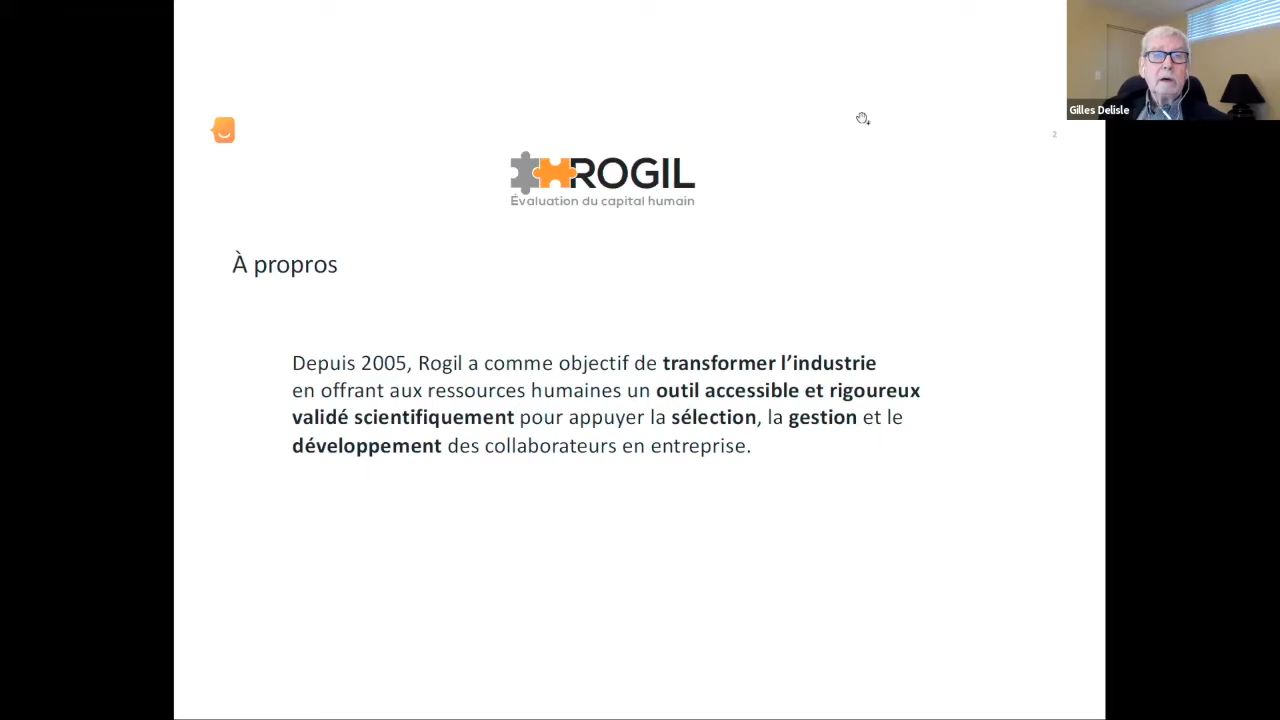 Gilles Delisle
2
ROGIL
Évaluation du capital humain
À propros
Depuis 2005, Rogil a comme objectif de transformer l’industrie
en offrant aux ressources humaines un outil accessible et rigoureux
validé scientifiquement pour appuyer la sélection, la gestion et le
développement des collaborateurs en entreprise.